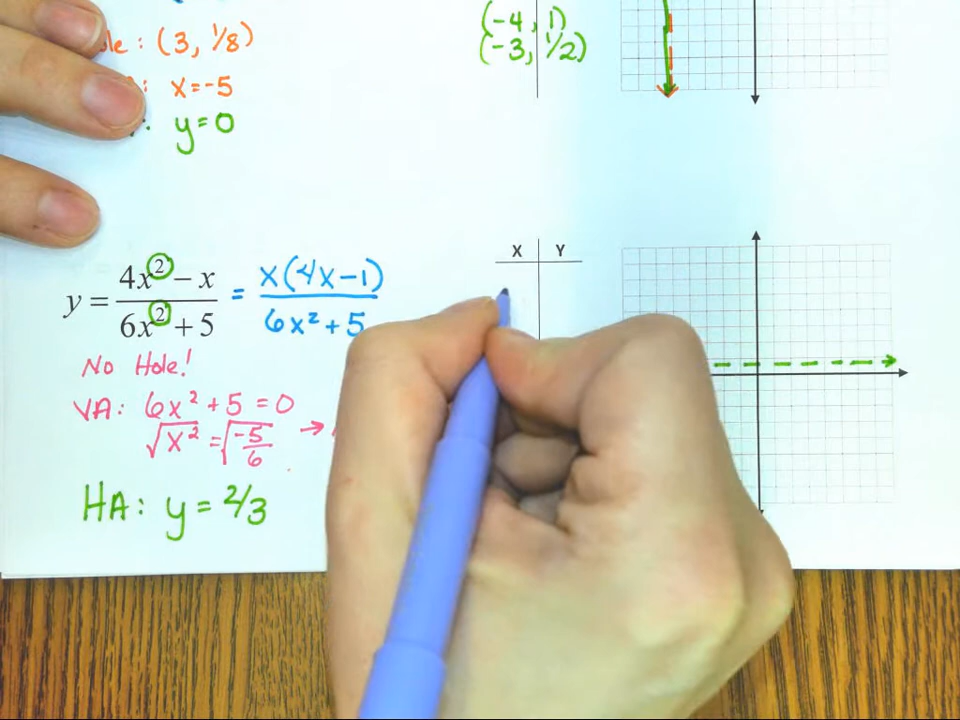 (-4, 1)
(-3, 1/2)
(3, 1/8)
x=-5
y=0
X Y
y = 4x² − x / 6x² + 5 = x(4x−1) / 6x² + 5
No Hole!
VA: 6x² + 5 = 0
√x² = √-5/6 →
HA: y = 2/3